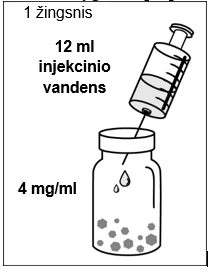 1 žingsnis
12 ml
injekcinio
vandens
4 mg/ml